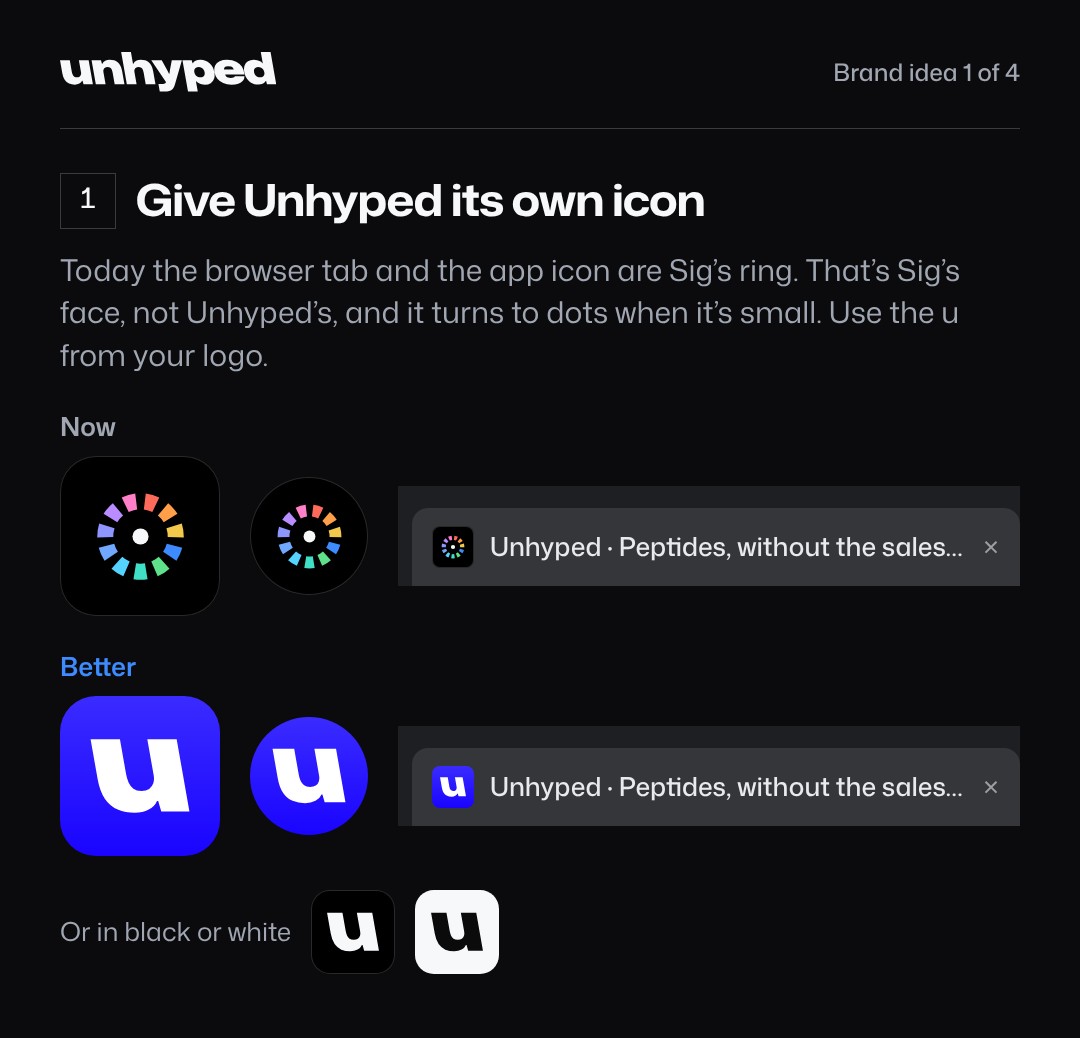 unhyped
Brand idea 1 of 4
1
Give Unhyped its own icon
Today the browser tab and the app icon are Sig’s ring. That’s Sig’s
face, not Unhyped’s, and it turns to dots when it’s small. Use the u
from your logo.
Now
Unhyped · Peptides, without the sales… ×
Better
u
u
u
Unhyped · Peptides, without the sales… ×
Or in black or white
u
u